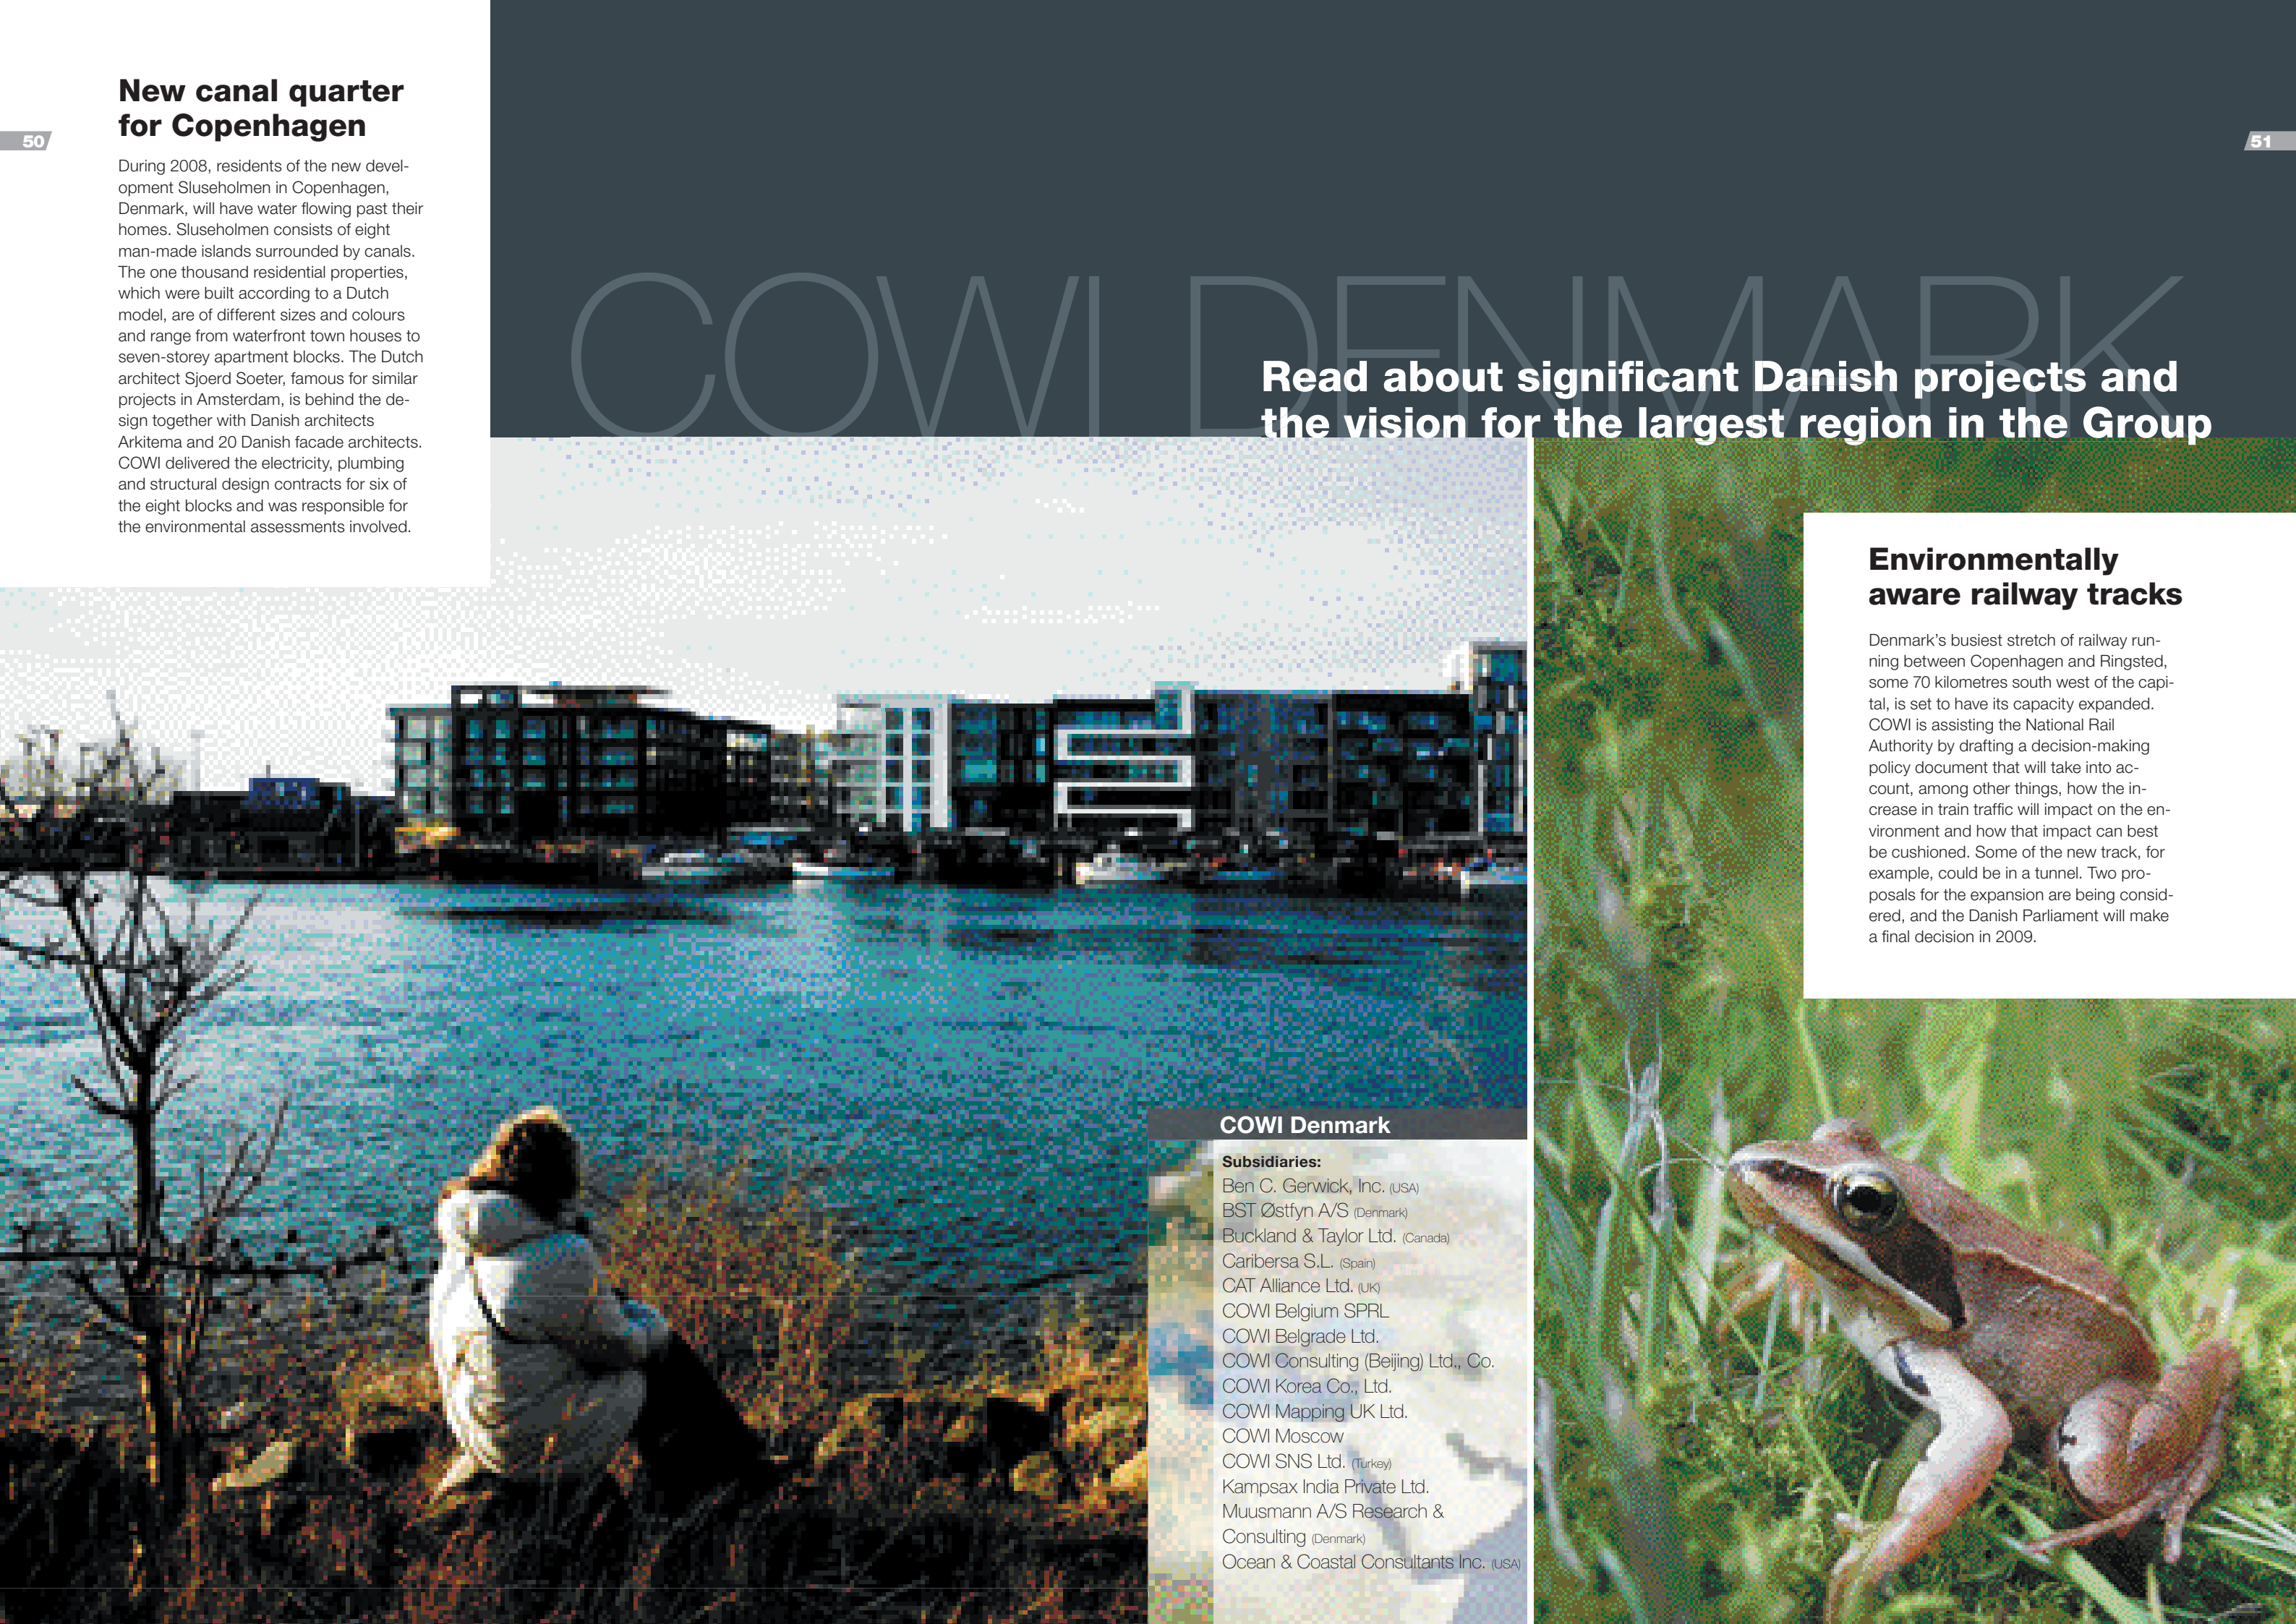 New canal quarter
for Copenhagen
50
During 2008, residents of the new devel-
opment Sluseholmen in Copenhagen,
Denmark, will have water flowing past their
homes. Sluseholmen consists of eight
man-made islands surrounded by canals.
The one thousand residential properties,
which were built according to a Dutch
model, are of different sizes and colours
and range from waterfront town houses to
seven-storey apartment blocks. The Dutch
architect Sjoerd Soeter, famous for similar
projects in Amsterdam, is behind the de-
sign together with Danish architects
Arkitema and 20 Danish facade architects.
COWI delivered the electricity, plumbing
and structural design contracts for six of
the eight blocks and was responsible for
the environmental assessments involved.
51
COWI DENMARK
Read about significant Danish projects and
the vision for the largest region in the Group
Environmentally
aware railway tracks
Denmark's busiest stretch of railway run-
ning between Copenhagen and Ringsted,
some 70 kilometres south west of the capi-
tal, is set to have its capacity expanded.
COWI is assisting the National Rail
Authority by drafting a decision-making
policy document that will take into ac-
count, among other things, how the in-
crease in train traffic will impact on the en-
vironment and how that impact can best
be cushioned. Some of the new track, for
example, could be in a tunnel. Two pro-
posals for the expansion are being consid-
ered, and the Danish Parliament will make
a final decision in 2009.
COWI Denmark
Subsidiaries:
Ben C. Gerwick, Inc. (USA)
BST Østfyn A/S (Denmark)
Buckland & Taylor Ltd. (Canada)
Caribersa S.L. (Spain)
CAT Alliance Ltd. (UK)
COWI Belgium SPRL
COWI Belgrade Ltd.
COWI Consulting (Beijing) Ltd., Co.
COWI Korea Co., Ltd.
COWI Mapping UK Ltd.
COWI Moscow
COWI SNS Ltd. (Turkey)
Kampsax India Private Ltd.
Muusmann A/S Research &
Consulting (Denmark)
Ocean & Coastal Consultants Inc. (USA)